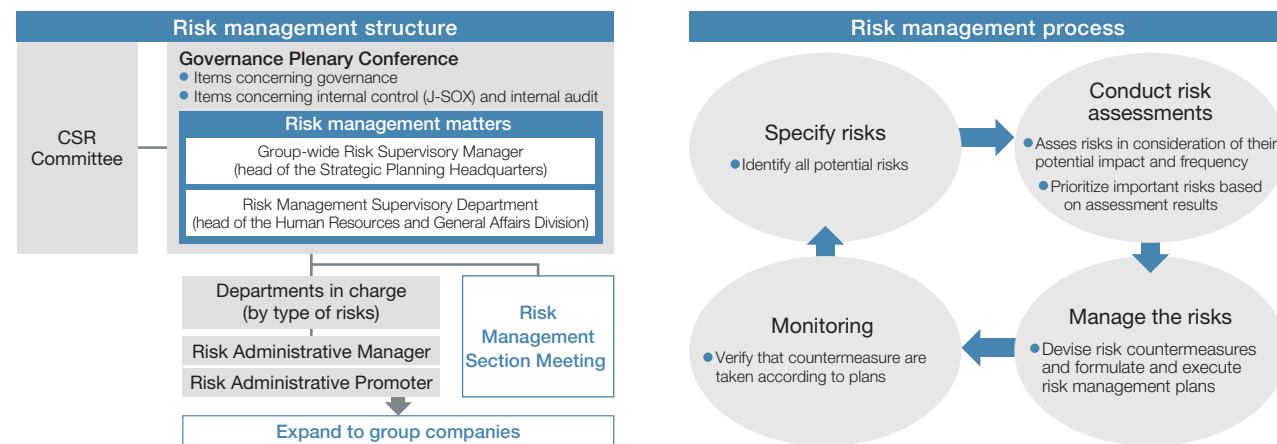 Risk management structure
CSR
Committee
Governance Plenary Conference
● Items concerning governance
● Items concerning internal control (J-SOX) and internal audit
Risk management matters
Group-wide Risk Supervisory Manager
(head of the Strategic Planning Headquarters)
Risk Management Supervisory Department
(head of the Human Resources and General Affairs Division)
Departments in charge
(by type of risks)
Risk Administrative Manager
Risk Administrative Promoter
Risk
Management
Section Meeting
Expand to group companies
Risk management process
Specify risks
● Identify all potential risks
Conduct risk
assessments
● Asses risks in consideration of their
potential impact and frequency
● Prioritize important risks based
on assessment results
Monitoring
● Verify that countermeasure are
taken according to plans
Manage the risks
● Devise risk countermeasures
and formulate and execute
risk management plans